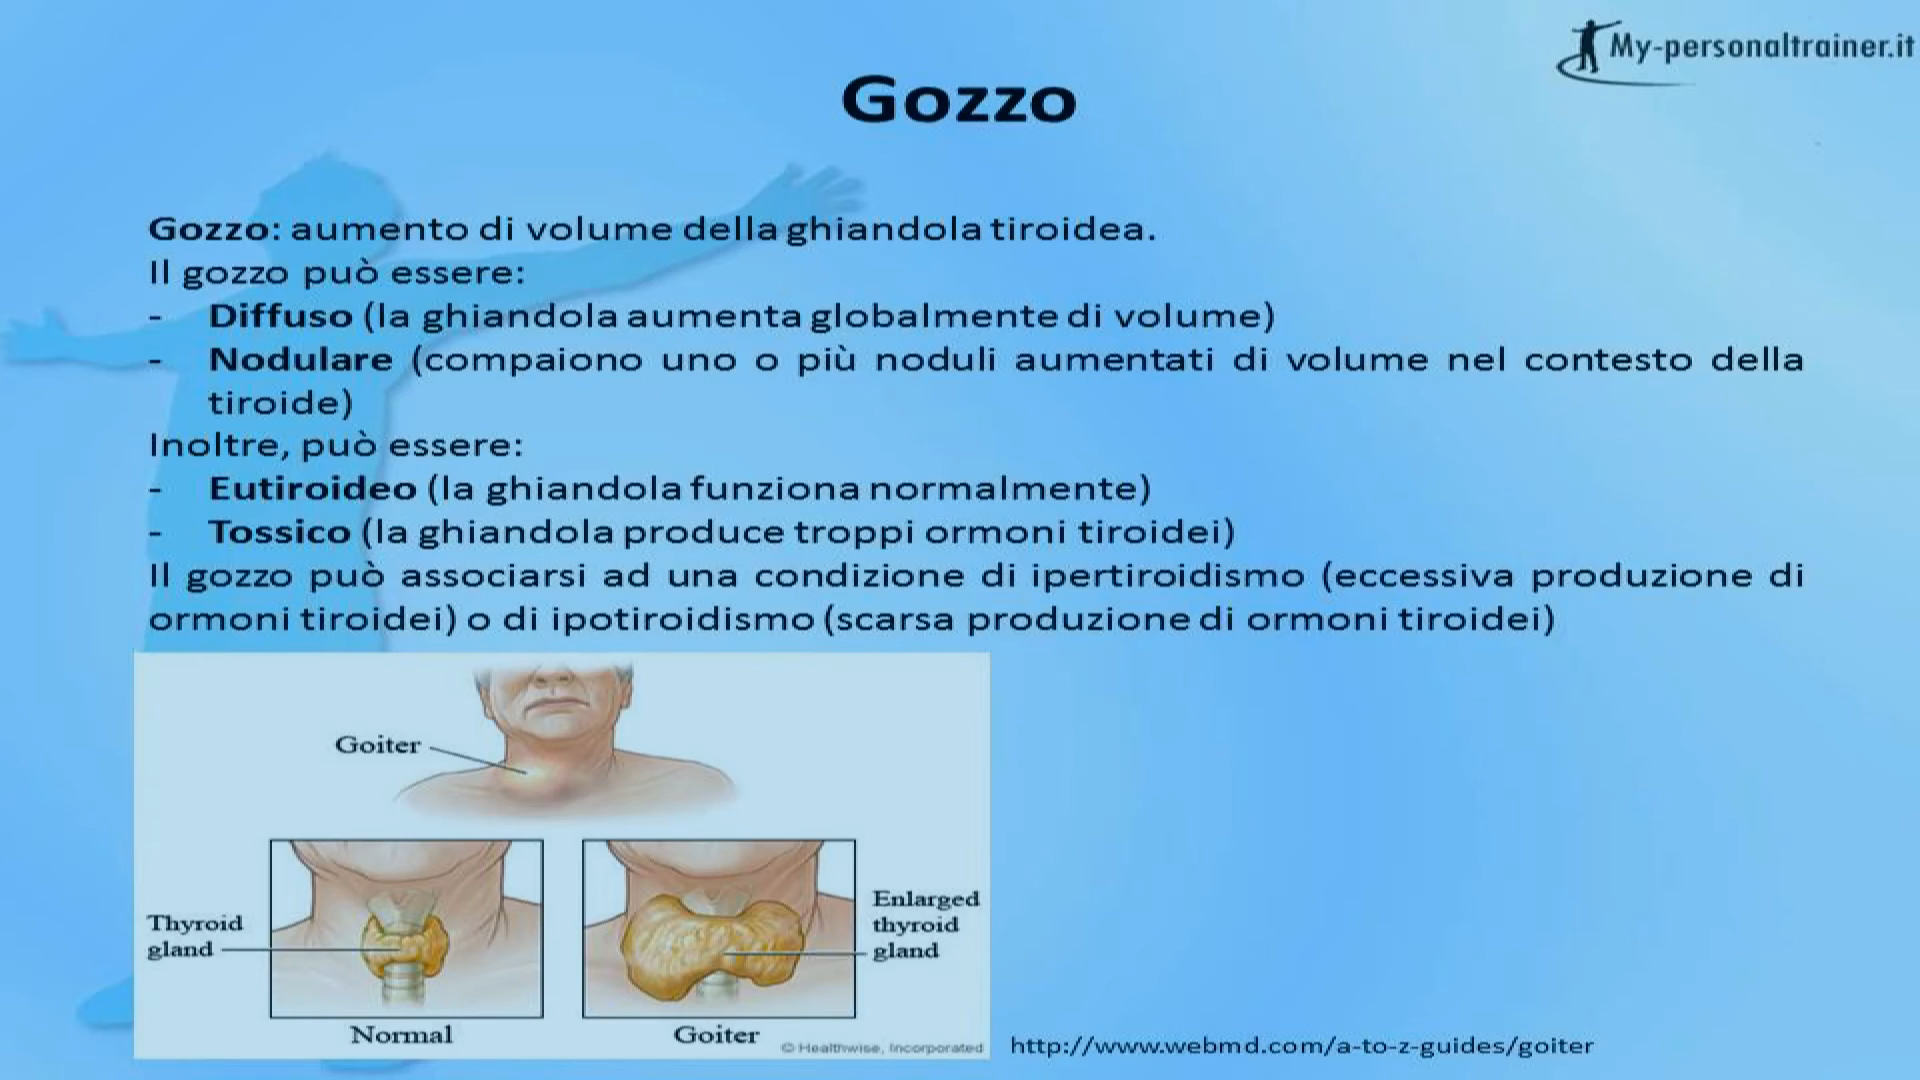 My-personaltrainer.it
Gozzo
Gozzo: aumento di volume della ghiandola tiroidea.
Il gozzo può essere:
- Diffuso (la ghiandola aumenta globalmente di volume)
- Nodulare (compaiono uno o più noduli aumentati di volume nel contesto della
tiroide)
Inoltre, può essere:
- Eutiroideo (la ghiandola funziona normalmente)
- Tossico (la ghiandola produce troppi ormoni tiroidei)
Il gozzo può associarsi ad una condizione di ipertiroidismo (eccessiva produzione di
ormoni tiroidei) o di ipotiroidismo (scarsa produzione di ormoni tiroidei)
Goiter
Thyroid
gland
Enlarged
thyroid
gland
Normal
Goiter
© Healthwise, Incorporated
http://www.webmd.com/a-to-z-guides/goiter